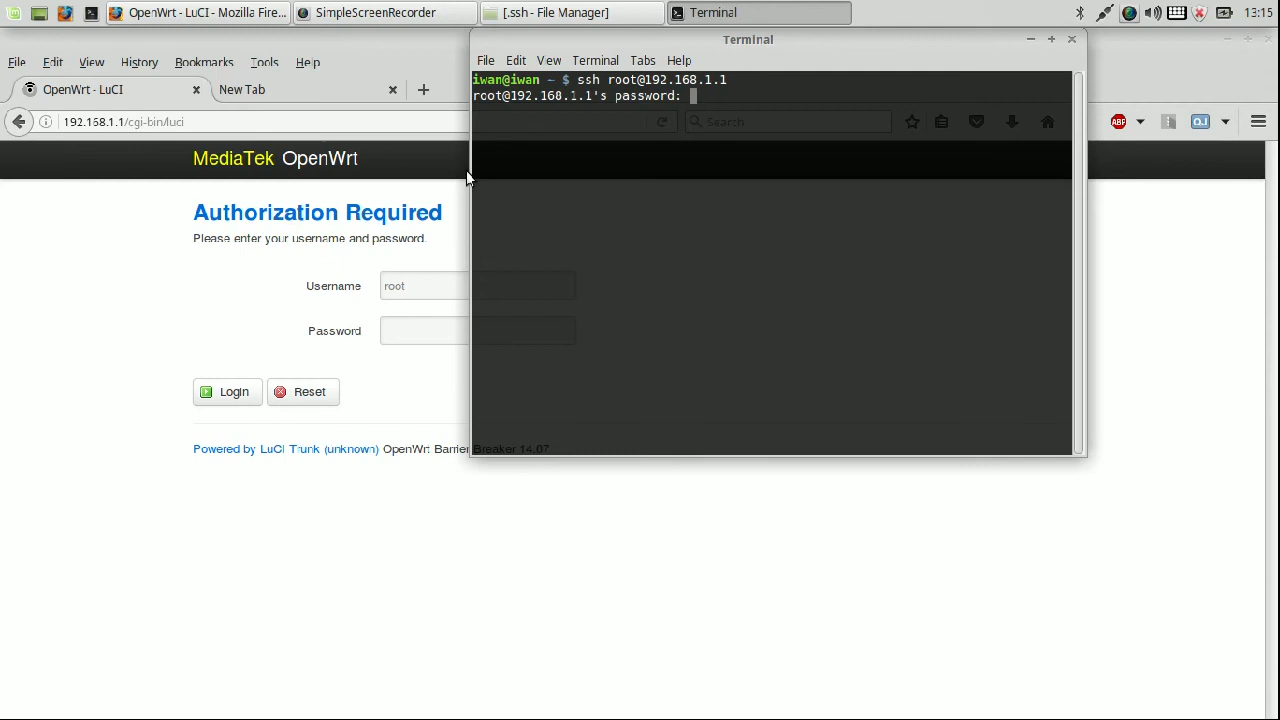 OpenWrt - LuCI - Mozilla Fire...
SimpleScreenRecorder
[.ssh - File Manager]
Terminal
13:15
File Edit View History Bookmarks Tools Help
OpenWrt - LuCI
New Tab
192.168.1.1/cgi-bin/luci
Search
ABP
Terminal
File Edit View Terminal Tabs Help
iwan@iwan ~ $ ssh root@192.168.1.1
root@192.168.1.1's password:
MediaTek OpenWrt
Authorization Required
Please enter your username and password.
Username
root
Password
Login
Reset
Powered by LuCI Trunk (unknown) OpenWrt Barrier Breaker 14.07